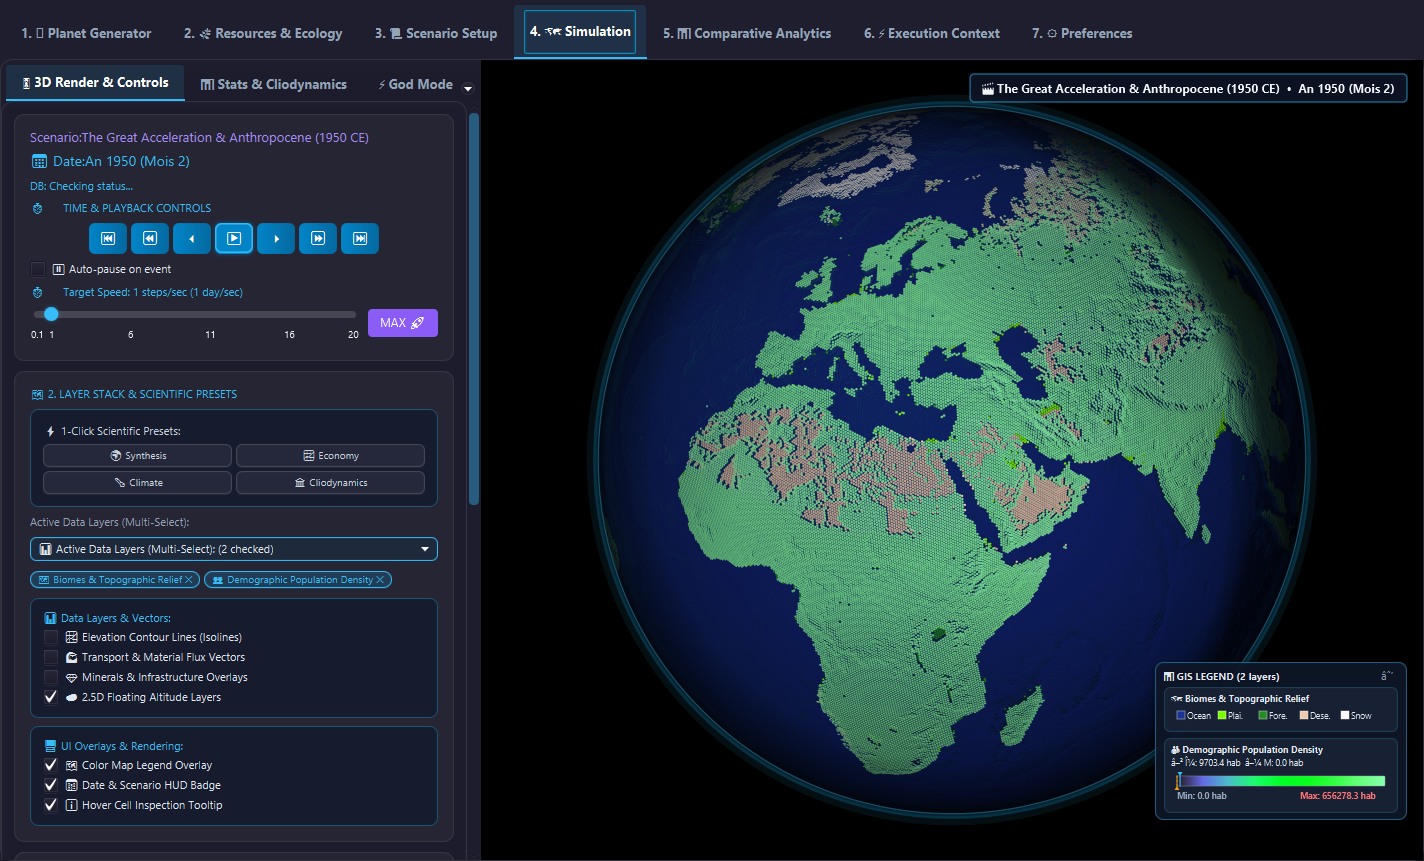 1. Planet Generator
2. Resources & Ecology
3. Scenario Setup
4. Simulation
5. Comparative Analytics
6. Execution Context
7. Preferences
3D Render & Controls
Stats & Cliodynamics
God Mode
Scenario:The Great Acceleration & Anthropocene (1950 CE)
Date:An 1950 (Mois 2)
DB: Checking status...
TIME & PLAYBACK CONTROLS
Auto-pause on event
Target Speed: 1 steps/sec (1 day/sec)
0.1 1 6 11 16 20
MAX
2. LAYER STACK & SCIENTIFIC PRESETS
1-Click Scientific Presets:
Synthesis
Economy
Climate
Cliodynamics
Active Data Layers (Multi-Select):
Active Data Layers (Multi-Select): (2 checked)
Biomes & Topographic Relief
Demographic Population Density
Data Layers & Vectors:
Elevation Contour Lines (Isolines)
Transport & Material Flux Vectors
Minerals & Infrastructure Overlays
2.5D Floating Altitude Layers
UI Overlays & Rendering:
Color Map Legend Overlay
Date & Scenario HUD Badge
Hover Cell Inspection Tooltip
The Great Acceleration & Anthropocene (1950 CE) • An 1950 (Mois 2)
GIS LEGEND (2 layers)
Biomes & Topographic Relief
Ocean Plai. Fore. Dese. Snow
Demographic Population Density
â–² Î¼: 9703.4 hab â–¼ M: 0.0 hab
Min: 0.0 hab
Max: 656278.3 hab